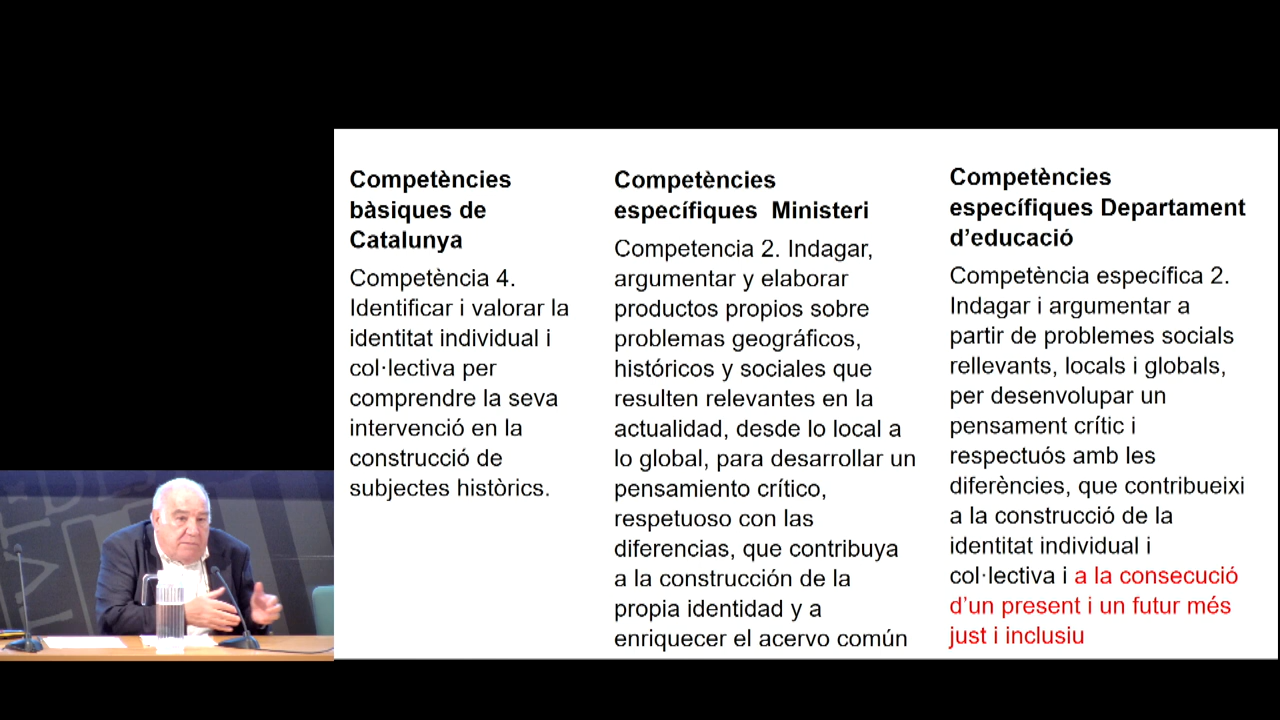 Competències
bàsiques de
Catalunya
Competència 4.
Identificar i valorar la
identitat individual i
col·lectiva per
comprendre la seva
intervenció en la
construcció de
subjectes històrics.
Competències
específiques  Ministeri
Competencia 2. Indagar,
argumentar y elaborar
productos propios sobre
problemas geográficos,
históricos y sociales que
resulten relevantes en la
actualidad, desde lo local a
lo global, para desarrollar un
pensamiento crítico,
respetuoso con las
diferencias, que contribuya
a la construcción de la
propia identidad y a
enriquecer el acervo común
Competències
específiques Departament
d’educació
Competència específica 2.
Indagar i argumentar a
partir de problemes socials
rellevants, locals i globals,
per desenvolupar un
pensament crític i
respectuós amb les
diferències, que contribueixi
a la construcció de la
identitat individual i
col·lectiva i a la consecució
d’un present i un futur més
just i inclusiu